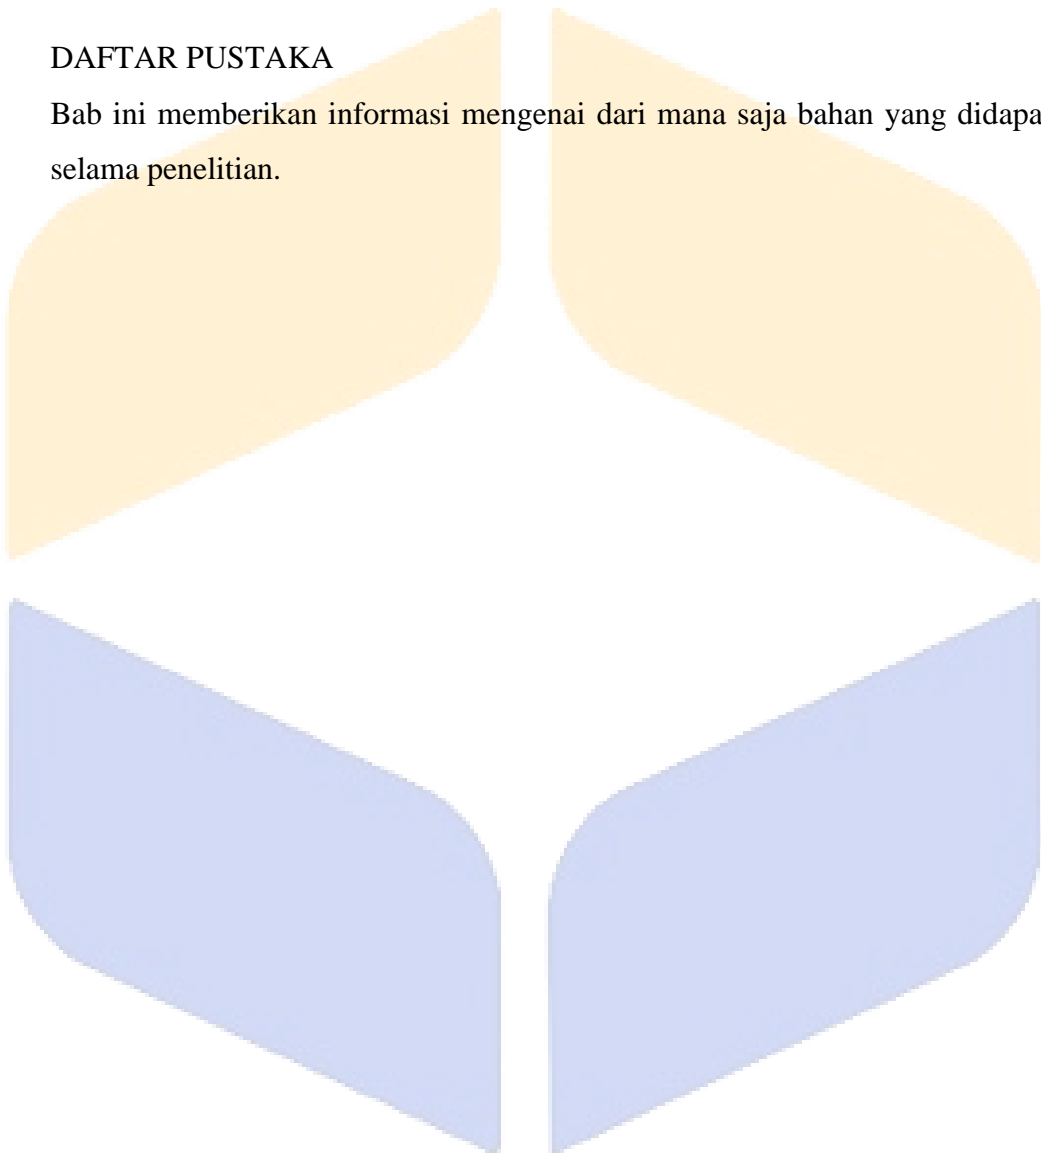 DAFTAR PUSTAKA
Bab ini memberikan informasi mengenai dari mana saja bahan yang didapa
selama penelitian.